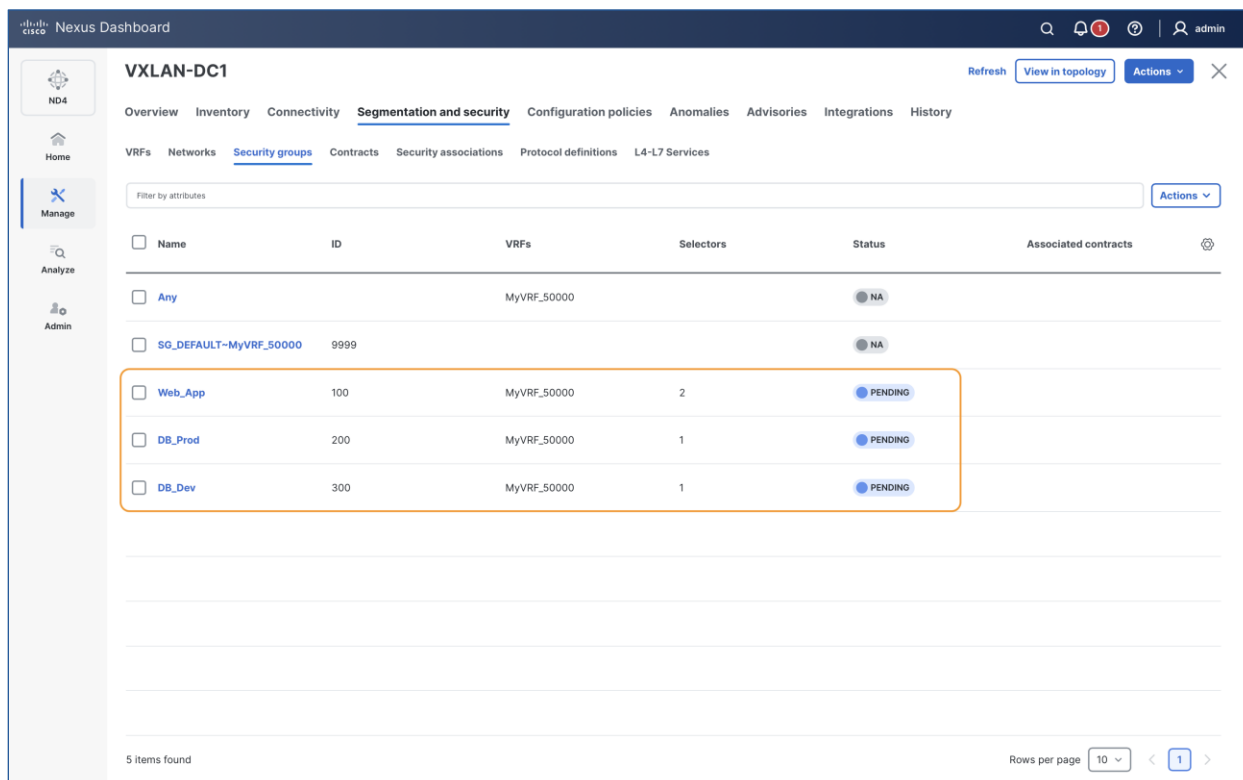 cisco Nexus Dashboard 1 admin
ND4
Home
Manage
Analyze
Admin
VXLAN-DC1 Refresh View in topology Actions
Overview Inventory Connectivity Segmentation and security Configuration policies Anomalies Advisories Integrations History
VRFs Networks Security groups Contracts Security associations Protocol definitions L4-L7 Services
Filter by attributes Actions
Name ID VRFs Selectors Status Associated contracts
Any MyVRF_50000 NA
SG_DEFAULT~MyVRF_50000 9999 NA
Web_App 100 MyVRF_50000 2 PENDING
DB_Prod 200 MyVRF_50000 1 PENDING
DB_Dev 300 MyVRF_50000 1 PENDING
5 items found Rows per page 10 1